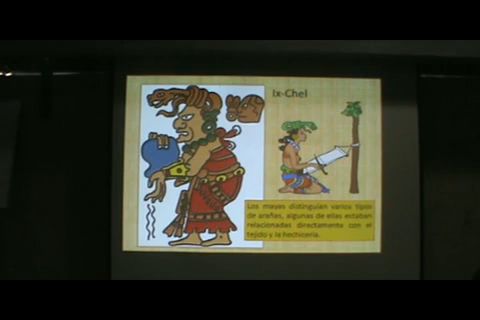 Ix-Chel
Los mayas distinguían varios tipos
de arañas, algunas de ellas estaban
relacionadas directamente con el
tejido y la hechicería.